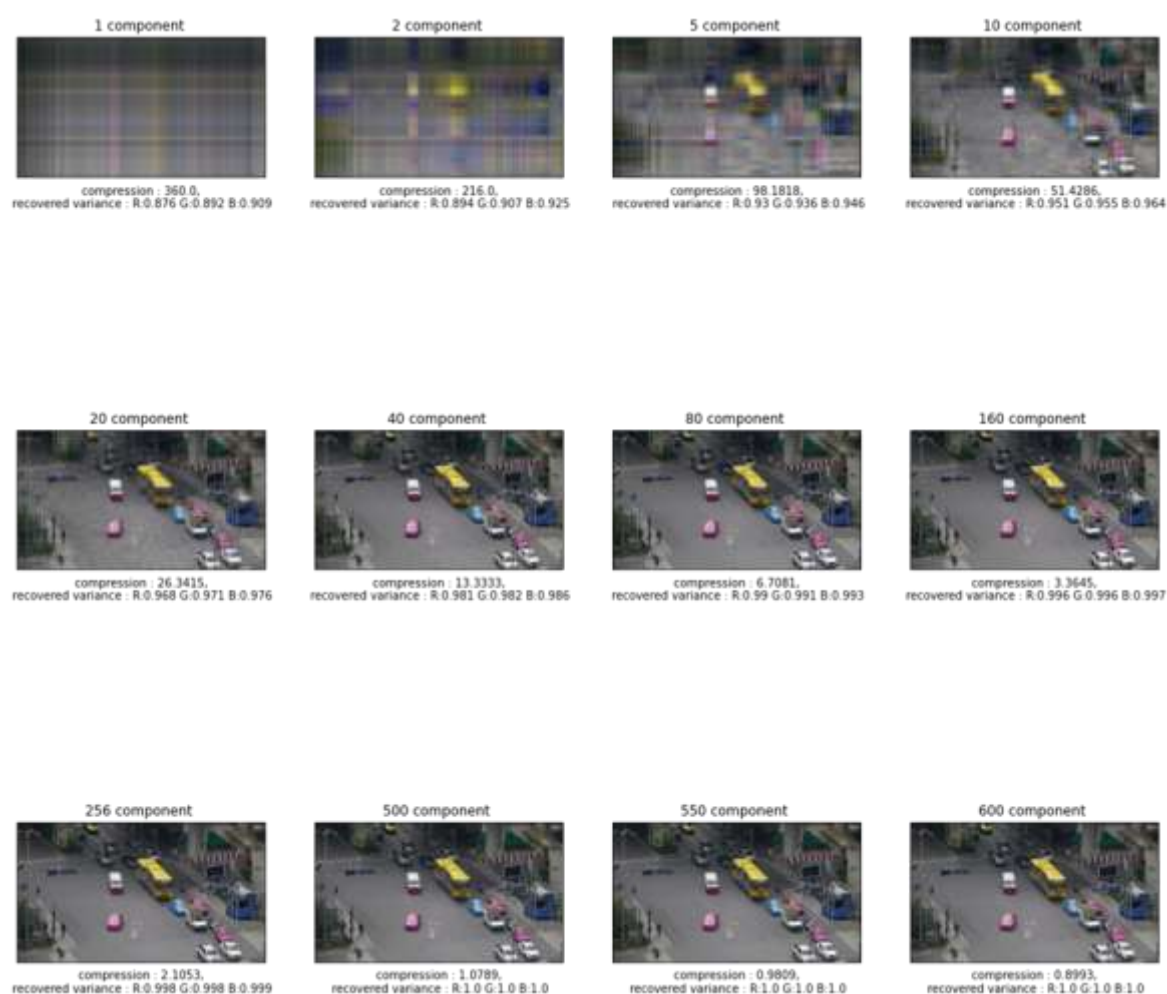 1 component
compression : 360.0,
recovered variance : R:0.876 G:0.892 B:0.909
2 component
compression : 216.0,
recovered variance : R:0.894 G:0.907 B:0.925
5 component
compression : 98.1818,
recovered variance : R:0.93 G:0.936 B:0.946
10 component
compression : 51.4286,
recovered variance : R:0.951 G:0.955 B:0.964
20 component
compression : 26.3415,
recovered variance : R:0.968 G:0.971 B:0.976
40 component
compression : 13.3333,
recovered variance : R:0.981 G:0.982 B:0.986
80 component
compression : 6.7081,
recovered variance : R:0.99 G:0.991 B:0.993
160 component
compression : 3.3645,
recovered variance : R:0.996 G:0.996 B:0.997
256 component
compression : 2.1053,
recovered variance : R:0.998 G:0.998 B:0.999
500 component
compression : 1.0789,
recovered variance : R:1.0 G:1.0 B:1.0
550 component
compression : 0.9809,
recovered variance : R:1.0 G:1.0 B:1.0
600 component
compression : 0.8993,
recovered variance : R:1.0 G:1.0 B:1.0